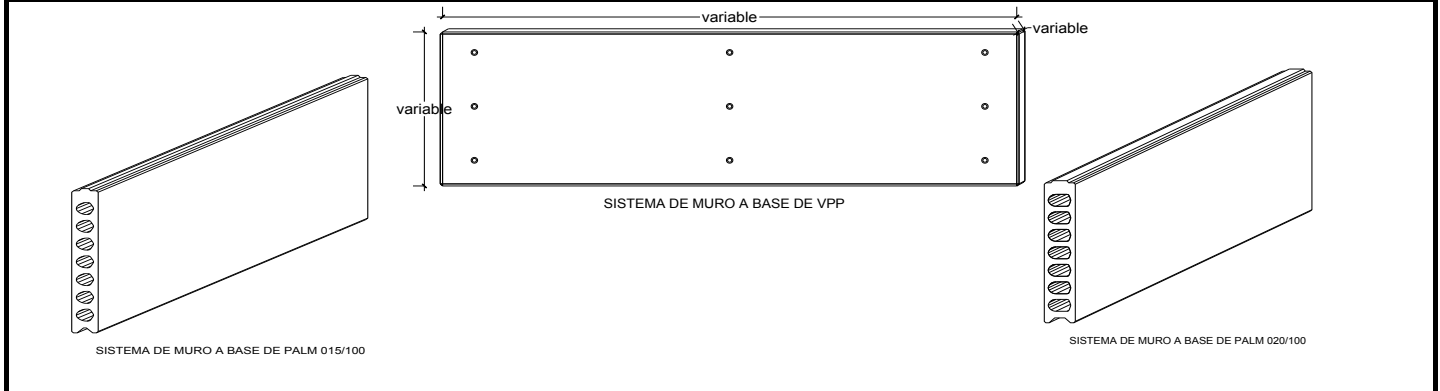 variable
variable
variable
SISTEMA DE MURO A BASE DE VPP
SISTEMA DE MURO A BASE DE PALM 015/100
SISTEMA DE MURO A BASE DE PALM 020/100